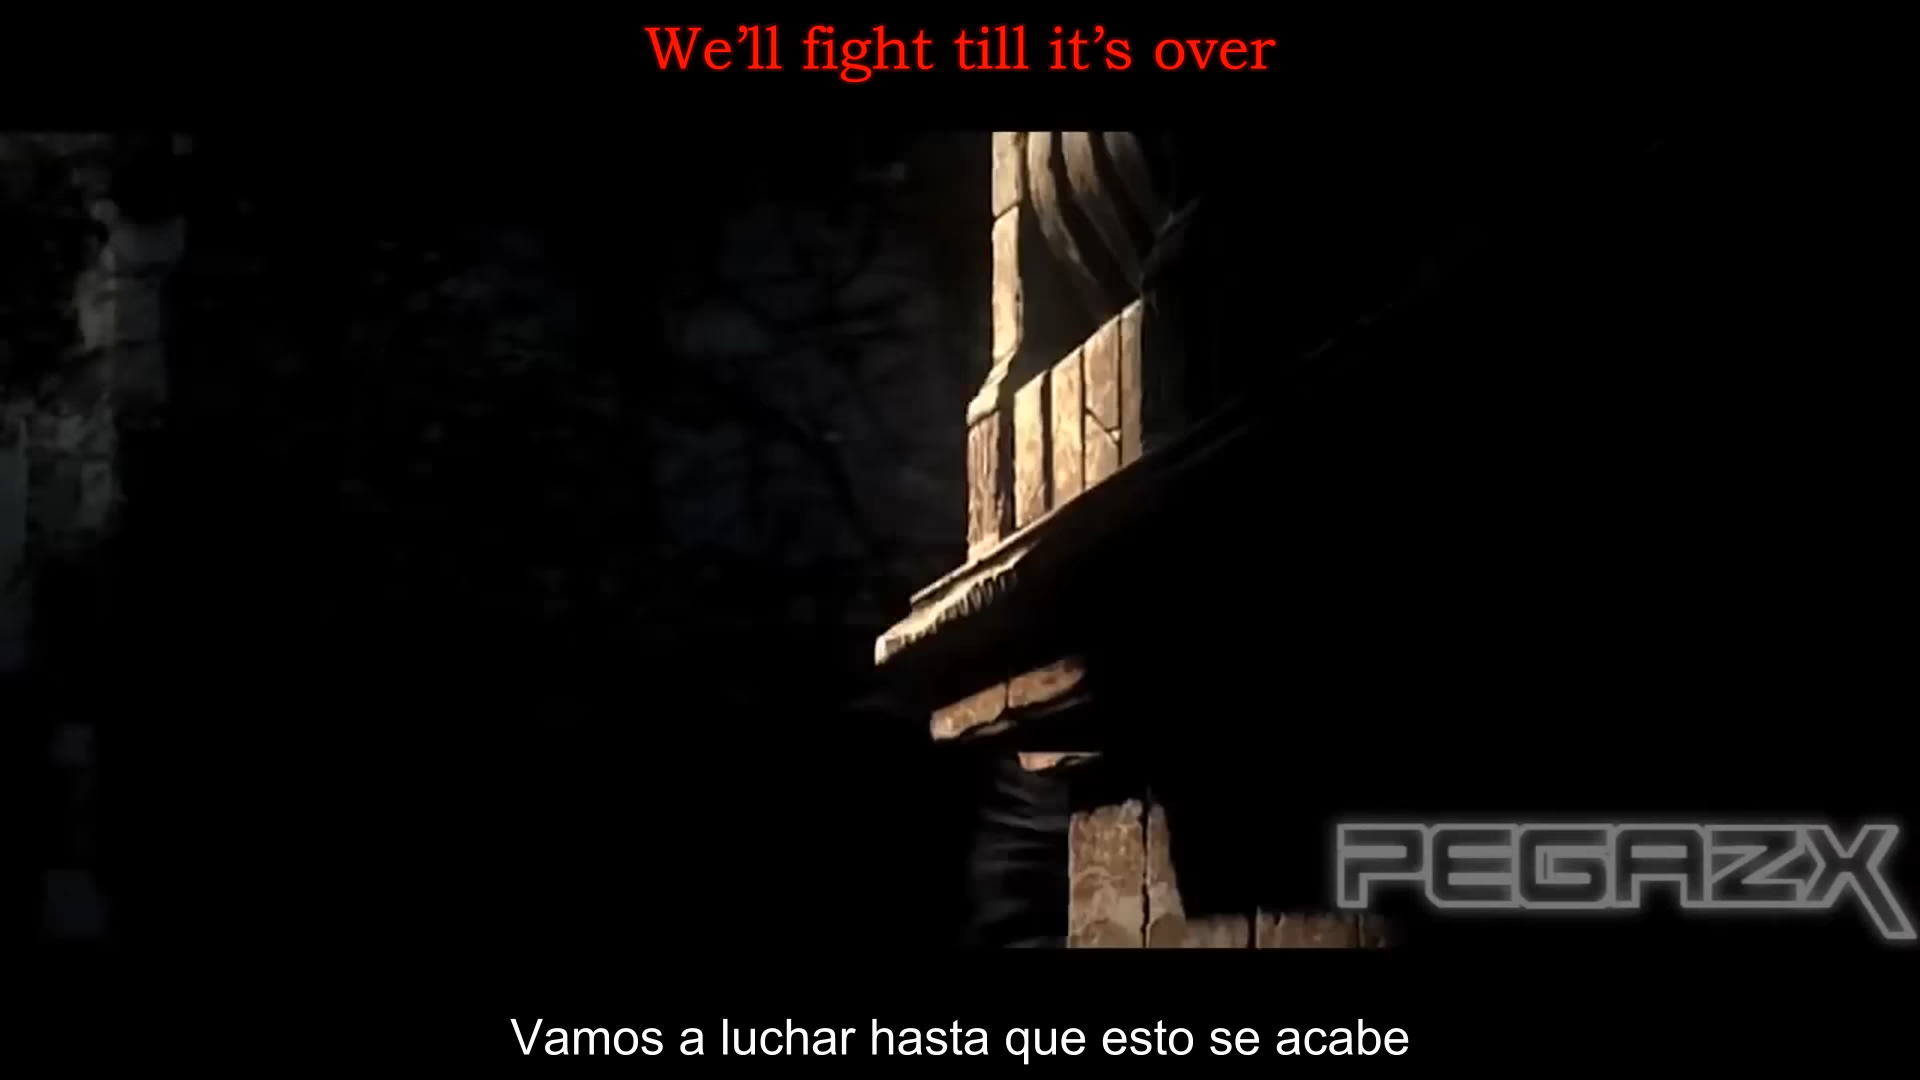 We’ll fight till it’s over
PEGAZX
Vamos a luchar hasta que esto se acabe